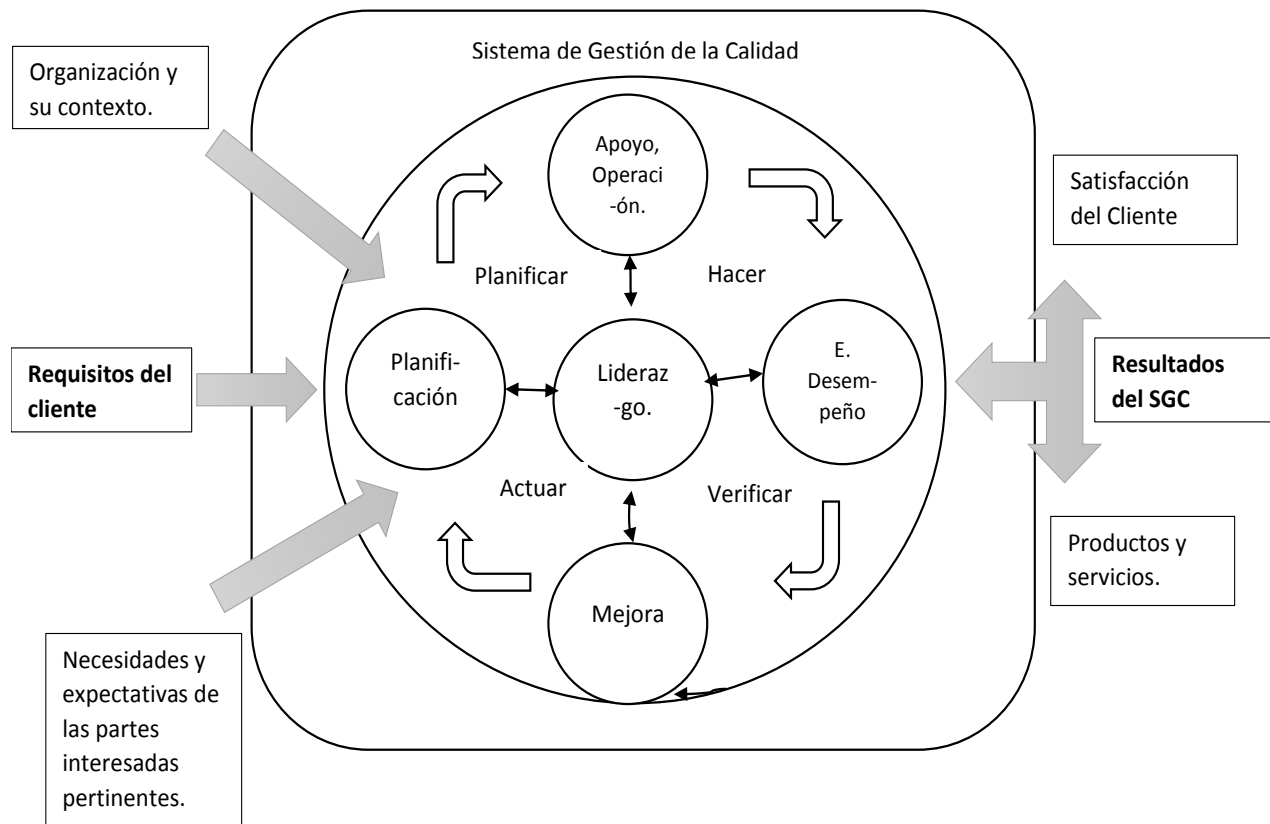 Sistema de Gestión de la Calidad
Organización y
su contexto.
Apoyo,
Operaci
-ón.
Satisfacción
del Cliente
Planificar
Hacer
Requisitos del
cliente
Planifi-
cación
Lideraz
-go.
E.
Desem-
peño
Resultados
del SGC
Actuar
Verificar
Productos y
servicios.
Mejora
Necesidades y
expectativas de
las partes
interesadas
pertinentes.